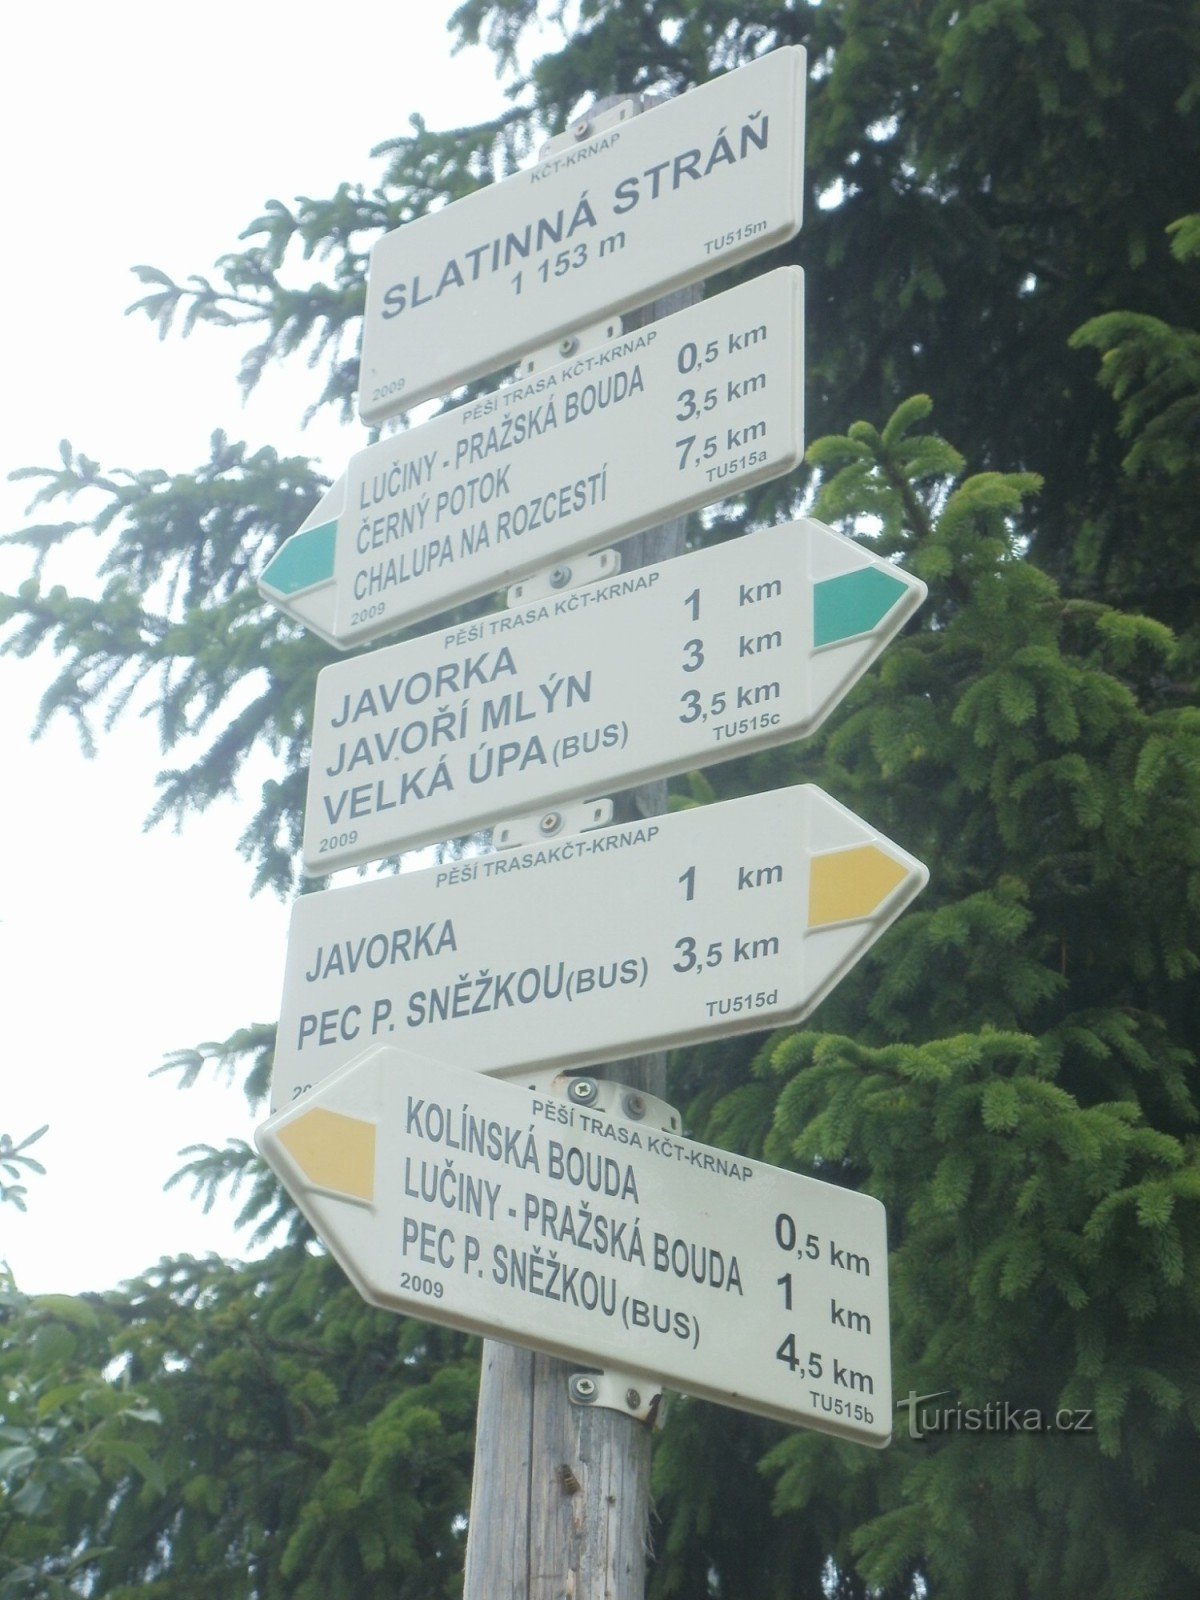 KČT-KRNAP
SLATINNÁ STRÁŇ
1 153 m
2009 TU515m
PĚŠÍ TRASA KČT-KRNAP
LUČINY - PRAŽSKÁ BOUDA 0,5 km
ČERNÝ POTOK 3,5 km
CHALUPA NA ROZCESTÍ 7,5 km
2009 TU515a
PĚŠÍ TRASA KČT-KRNAP
JAVORKA 1 km
JAVOŘÍ MLÝN 3 km
VELKÁ ÚPA (BUS) 3,5 km
2009 TU515c
PĚŠÍ TRASAKČT-KRNAP
JAVORKA 1 km
PEC P. SNĚŽKOU (BUS) 3,5 km
TU515d
PĚŠÍ TRASA KČT-KRNAP
KOLÍNSKÁ BOUDA 0,5 km
LUČINY - PRAŽSKÁ BOUDA 1 km
PEC P. SNĚŽKOU (BUS) 4,5 km
2009 TU515b
Turistika.cz